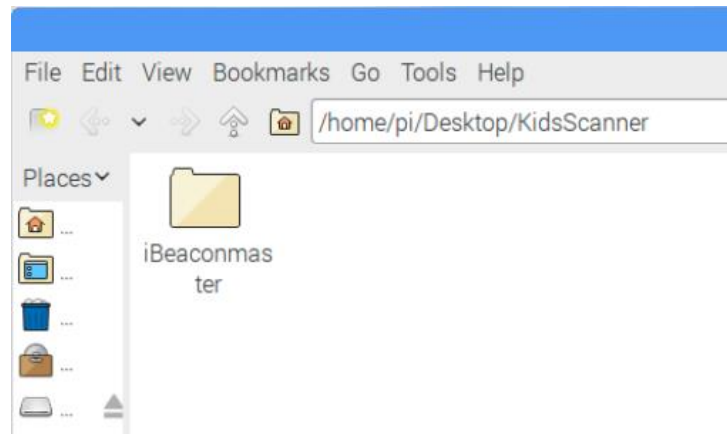 File Edit View Bookmarks Go Tools Help
/home/pi/Desktop/KidsScanner
Places
...
...
...
...
...
iBeaconmas
ter